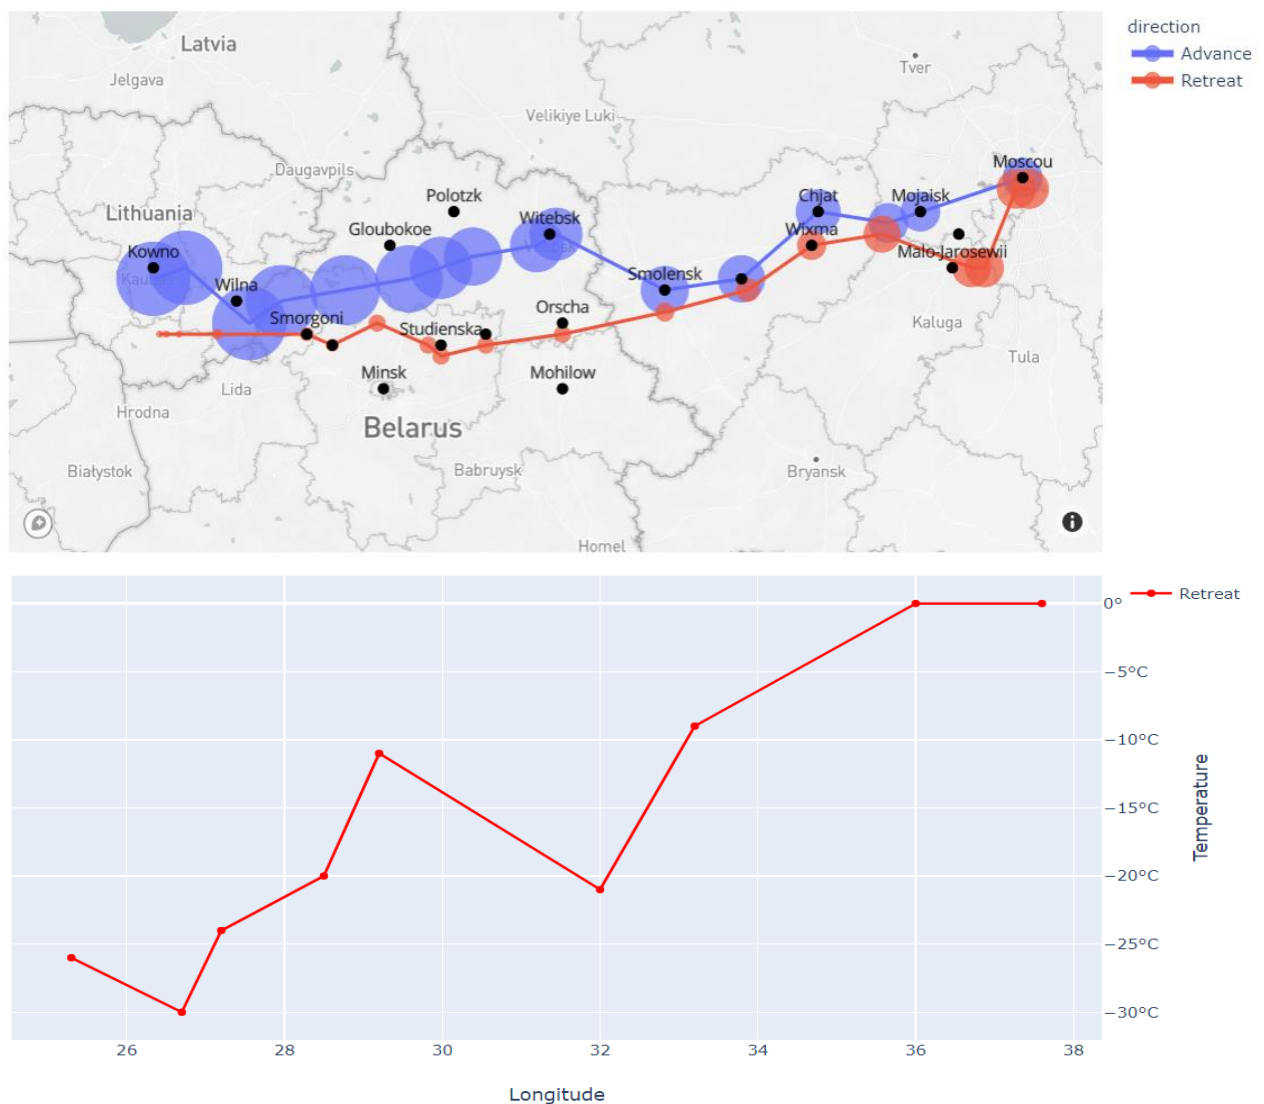 direction
Advance
Retreat
Latvia
Jelgava
Tver
Velikiye Luki
Daugavpils
Moscou
Polotzk
Chjat
Mojaisk
Lithuania
Witebsk
Gloubokoe
Wixma
Kowno
Malo-Jarosewii
Smolensk
Wilna
Orscha
Smorgoni
Kaluga
Studienska
Tula
Minsk
Mohilow
Lida
Hrodna
Belarus
Białystok
Babruysk
Bryansk
Homel
0°
Retreat
−5°C
−10°C
−15°C
−20°C
−25°C
−30°C
Temperature
26 28 30 32 34 36 38
Longitude